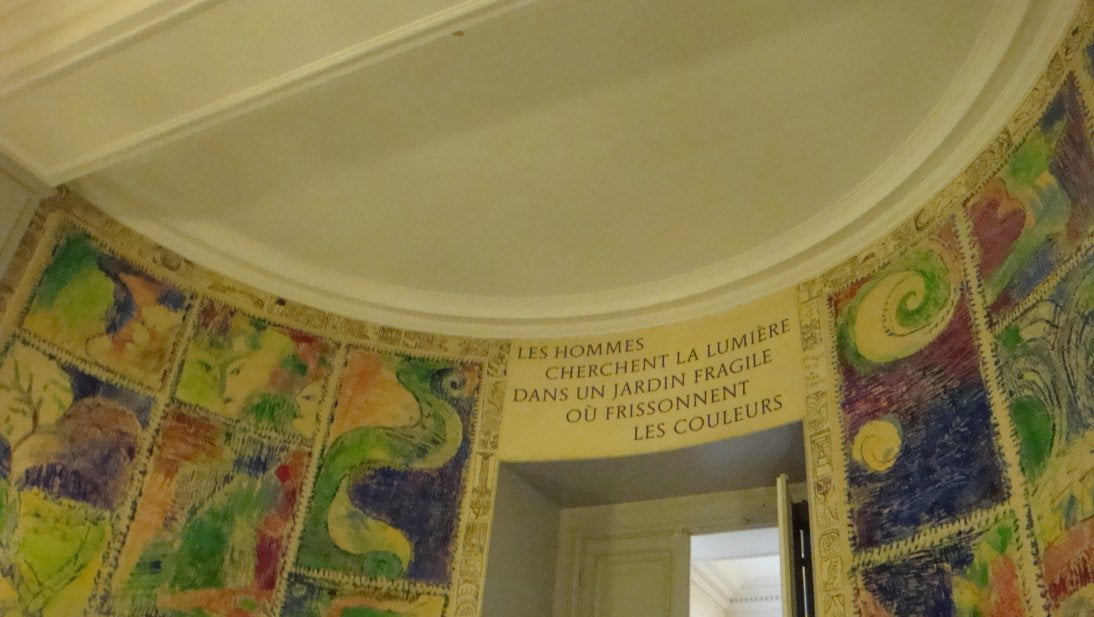 LES HOMMES
CHERCHENT LA LUMIÈRE
DANS UN JARDIN FRAGILE
OÙ FRISSONNENT
LES COULEURS